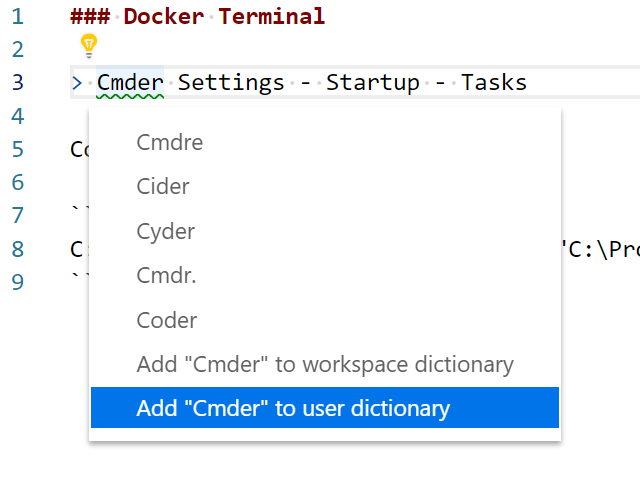 1 ### Docker Terminal
2
3 > Cmder Settings - Startup - Tasks
4
Cmdre
5
Cider
6
Cyder
7 ``
8 C: "C:\Pro
Cmdr.
9 ``
Coder
Add "Cmder" to workspace dictionary
Add "Cmder" to user dictionary